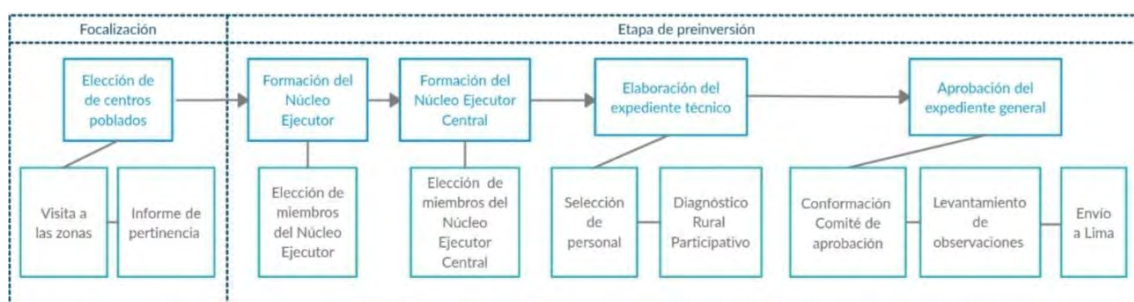 Focalización
Etapa de preinversión
Elección de
de centros
poblados
Formación del
Núcleo
Ejecutor
Formación del
Núcleo Ejecutor
Central
Elaboración del
expediente técnico
Aprobación del
expediente general
Visita a
las zonas
Informe de
pertinencia
Elección de
miembros
del Núcleo
Ejecutor
Elección de
miembros del
Núcleo
Ejecutor
Central
Selección
de
personal
Diagnóstico
Rural
Participativo
Conformación
Comité de
aprobación
Levantamiento
de
observaciones
Envío
a Lima